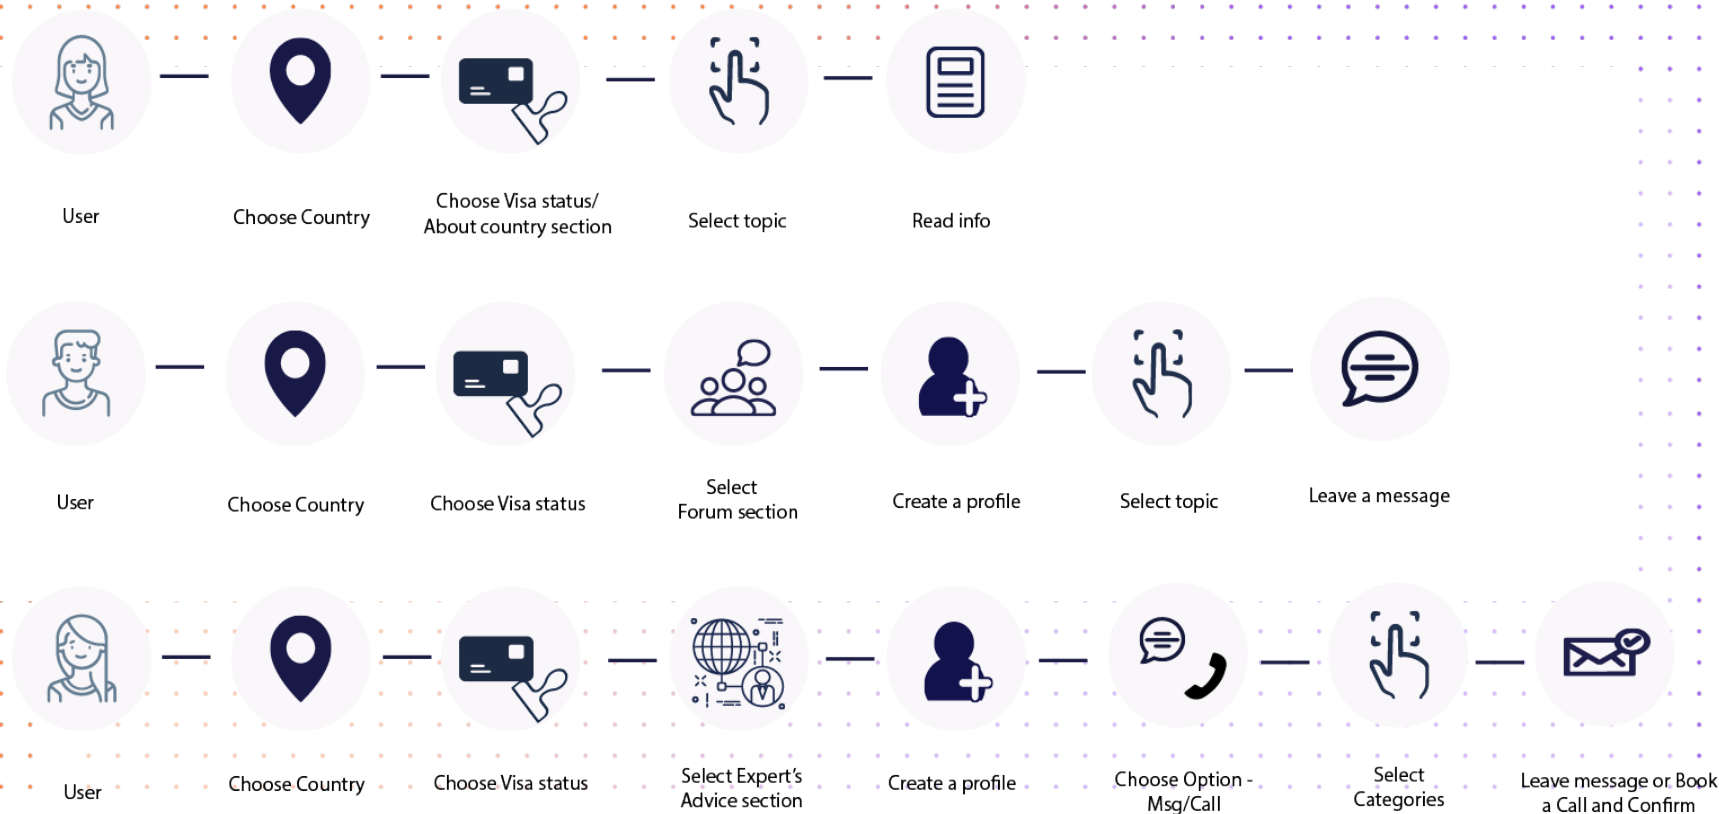 User
Choose Country
Choose Visa status/
About country section
Select topic
Read info
User
Choose Country
Choose Visa status
Select
Forum section
Create a profile
Select topic
Leave a message
User
Choose Country
Choose Visa status
Select Expert's
Advice section
Create a profile
Choose Option -
Msg/Call
Select
Categories
Leave message or Book
a Call and Confirm